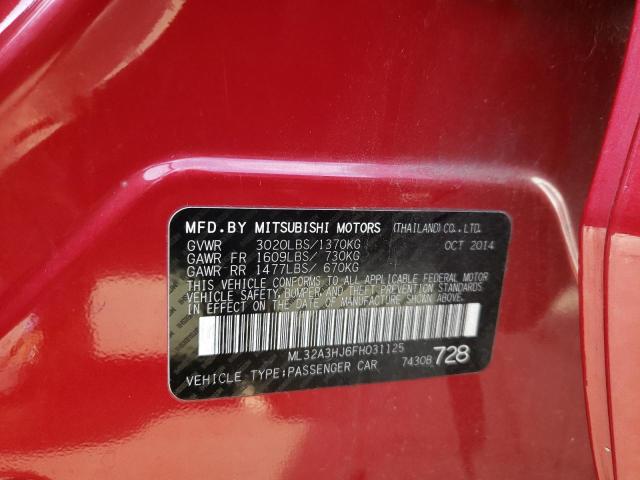 MFD.BY MITSUBISHI MOTORS (THAILAND) CO., LTD.
GVWR 3020LBS/1370KG OCT 2014
GAWR FR 1609LBS/ 730KG
GAWR RR 1477LBS/ 670KG
THIS VEHICLE CONFORMS TO ALL APPLICABLE FEDERAL MOTOR
VEHICLE SAFETY, BUMPER, AND THEFT PREVENTION STANDARDS
IN EFFECT ON THE DATE OF MANUFACTURE SHOWN ABOVE.
ML32A3HJ6FH031125
VEHICLE TYPE:PASSENGER CAR 7430B 728